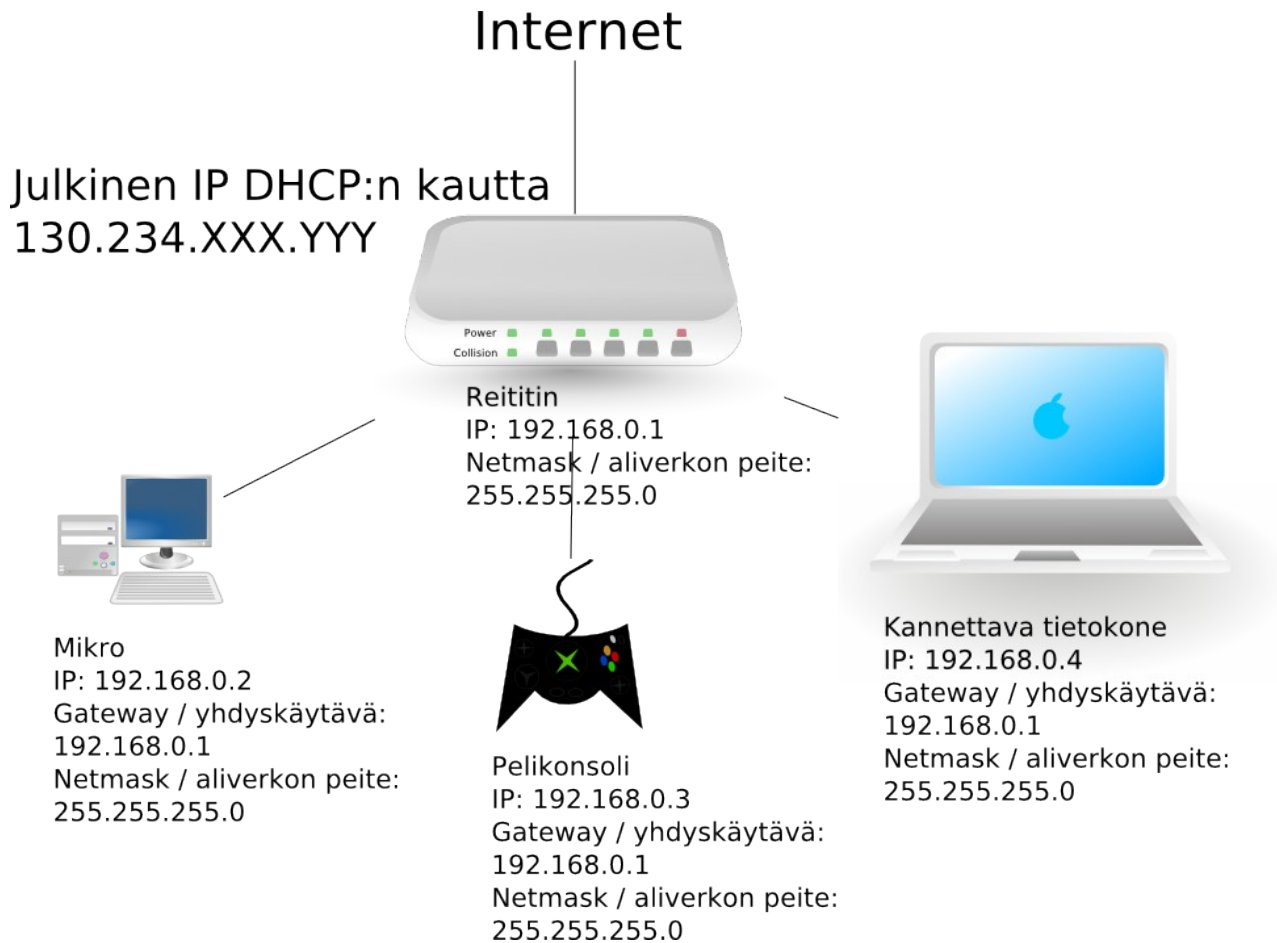 Internet
Julkinen IP DHCP:n kautta
130.234.XXX.YYY
Power
Collision
Reititin
IP: 192.168.0.1
Netmask / aliverkon peite:
255.255.255.0
Mikro
IP: 192.168.0.2
Gateway / yhdyskäytävä:
192.168.0.1
Netmask / aliverkon peite:
255.255.255.0
Pelikonsoli
IP: 192.168.0.3
Gateway / yhdyskäytävä:
192.168.0.1
Netmask / aliverkon peite:
255.255.255.0
Kannettava tietokone
IP: 192.168.0.4
Gateway / yhdyskäytävä:
192.168.0.1
Netmask / aliverkon peite:
255.255.255.0